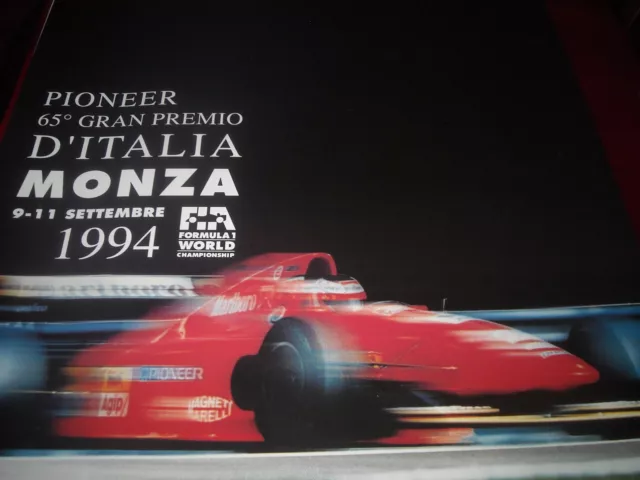 PIONEER
65° GRAN PREMIO
D'ITALIA
MONZA
9-11 SETTEMBRE
1994
FIA
FORMULA 1
WORLD
CHAMPIONSHIP
Marlboro
Marlboro
PIONEER
Agip
MAGNETI
MARELLI